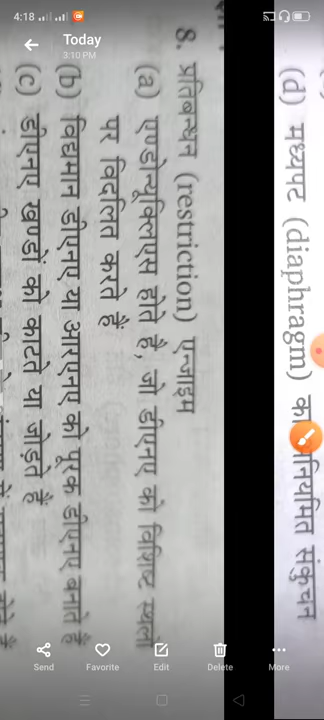 4:18
Today
3:10 PM
(d) मध्यपट (diaphragm) का अनियमित संकुचन
8. प्रतिबन्धन (restriction) एन्जाइम
(a) एण्डोन्यूक्लिएस होते है, जो डीएनए को विशिष्ट स्थलों
पर विदलित करते हैं
(b) विद्यमान डीएनए या आरएनए को पूरक डीएनए बनाते हैं
(c) डीएनए खण्डों को काटते या जोड़ते हैं
Send
Favorite
Edit
Delete
More